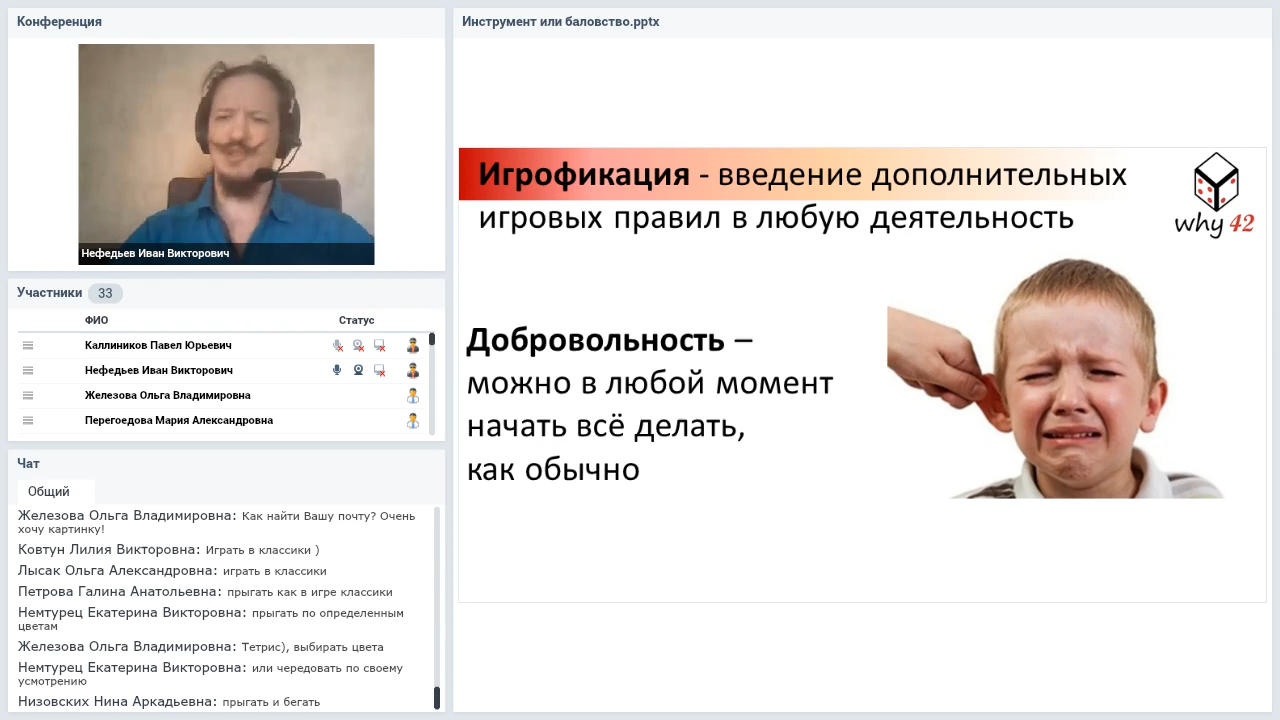 Конференция
Нефедьев Иван Викторович
Участники 33
ФИО Статус
Каллиников Павел Юрьевич
Нефедьев Иван Викторович
Железова Ольга Владимировна
Перегоедова Мария Александровна
Чат
Общий
Железова Ольга Владимировна: Как найти Вашу почту? Очень
хочу картинку!
Ковтун Лилия Викторовна: Играть в классики )
Лысак Ольга Александровна: играть в классики
Петрова Галина Анатольевна: прыгать как в игре классики
Немтурец Екатерина Викторовна: прыгать по определенным
цветам
Железова Ольга Владимировна: Тетрис), выбирать цвета
Немтурец Екатерина Викторовна: или чередовать по своему
усмотрению
Низовских Нина Аркадьевна: прыгать и бегать
Инструмент или баловство.pptx
Игрофикация - введение дополнительных
игровых правил в любую деятельность
why 42
Добровольность –
можно в любой момент
начать всё делать,
как обычно